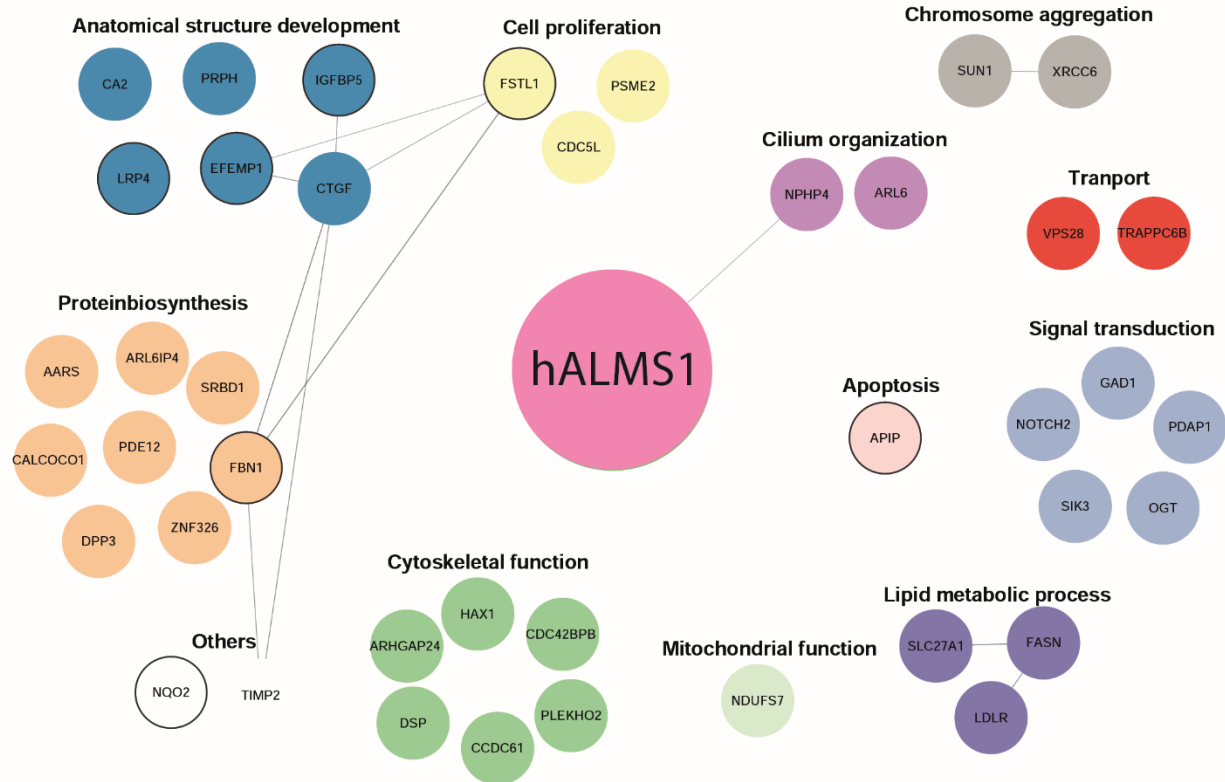 Anatomical structure development
CA2
PRPH
IGFBP5
LRP4
EFEMP1
CTGF
Cell proliferation
FSTL1
PSME2
CDC5L
Chromosome aggregation
SUN1
XRCC6
Cilium organization
NPHP4
ARL6
Tranport
VPS28
TRAPPC6B
hALMS1
Proteinbiosynthesis
AARS
ARL6IP4
SRBD1
CALCOCO1
PDE12
FBN1
DPP3
ZNF326
Apoptosis
APIP
Signal transduction
GAD1
NOTCH2
PDAP1
SIK3
OGT
Others
NQO2
TIMP2
Cytoskeletal function
HAX1
ARHGAP24
CDC42BPB
DSP
PLEKHO2
CCDC61
Mitochondrial function
NDUFS7
Lipid metabolic process
SLC27A1
FASN
LDLR